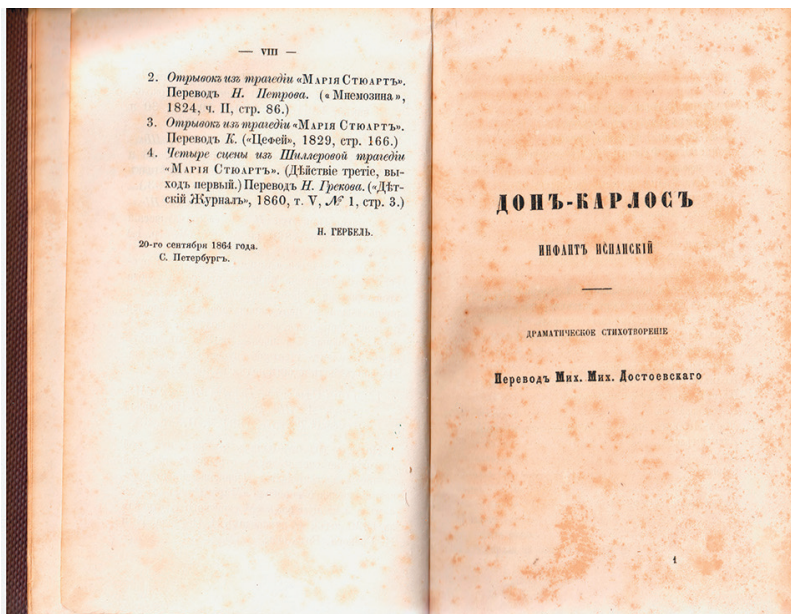 — VIII —
2. Отрывокъ изъ трагедіи «Марія Стюартъ».
Переводъ Н. Петрова. («Мнемозина»,
1824, ч. II, стр. 86.)
3. Отрывокъ изъ трагедіи «Марія Стюартъ».
Переводъ К. («Цефей», 1829, стр. 166.)
4. Четыре сцены изъ Шиллеровой трагедіи
«Марія Стюартъ». (Дѣйствіе третіе, вы-
ходъ первый.) Переводъ Н. Грекова. («Дѣт-
скій Журналъ», 1860, т. V, № 1, стр. 3.)
Н. ГЕРБЕЛЬ.
20-го сентября 1864 года.
С. Петербургъ.
ДОНЪ-КАРЛОСЪ
ИНФАНТЪ ИСПАНСКІЙ
ДРАМАТИЧЕСКОЕ СТИХОТВОРЕНІЕ
Переводъ Мих. Мих. Достоевскаго
1